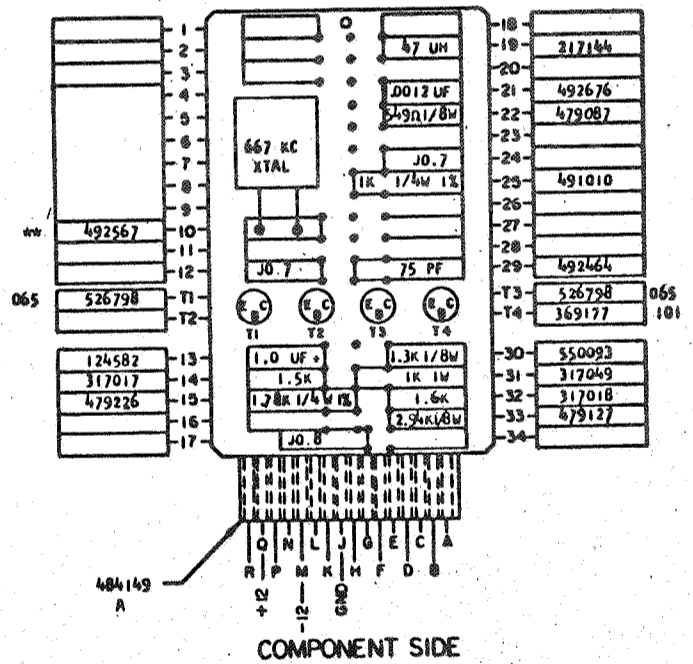 1
18
2
47 UH
19
217144
3
20
4
.0012 UF
21
492676
5
549Ω1/8W
22
479087
6
667 KC
XTAL
23
7
J0.7
24
8
1K 1/4W 1%
25
491010
9
26
** 492567
10
27
11
28
12
J0.7
75 PF
29
492464
065
526798
T1
E B C
E B C
E B C
E B C
T3
526798
065
T2
T1
T2
T3
T4
T4
369177
101
124582
13
1.0 UF +
1.3K 1/8W
30
550093
317017
14
1.5K
1K 1W
31
317049
479226
15
1.78K 1/4W 1%
1.6K
32
317018
16
2.94K1/8W
33
479127
17
J0.8
34
R Q P N M L K J H G F E D C B A
+12
-12
GND
484149
A
COMPONENT SIDE